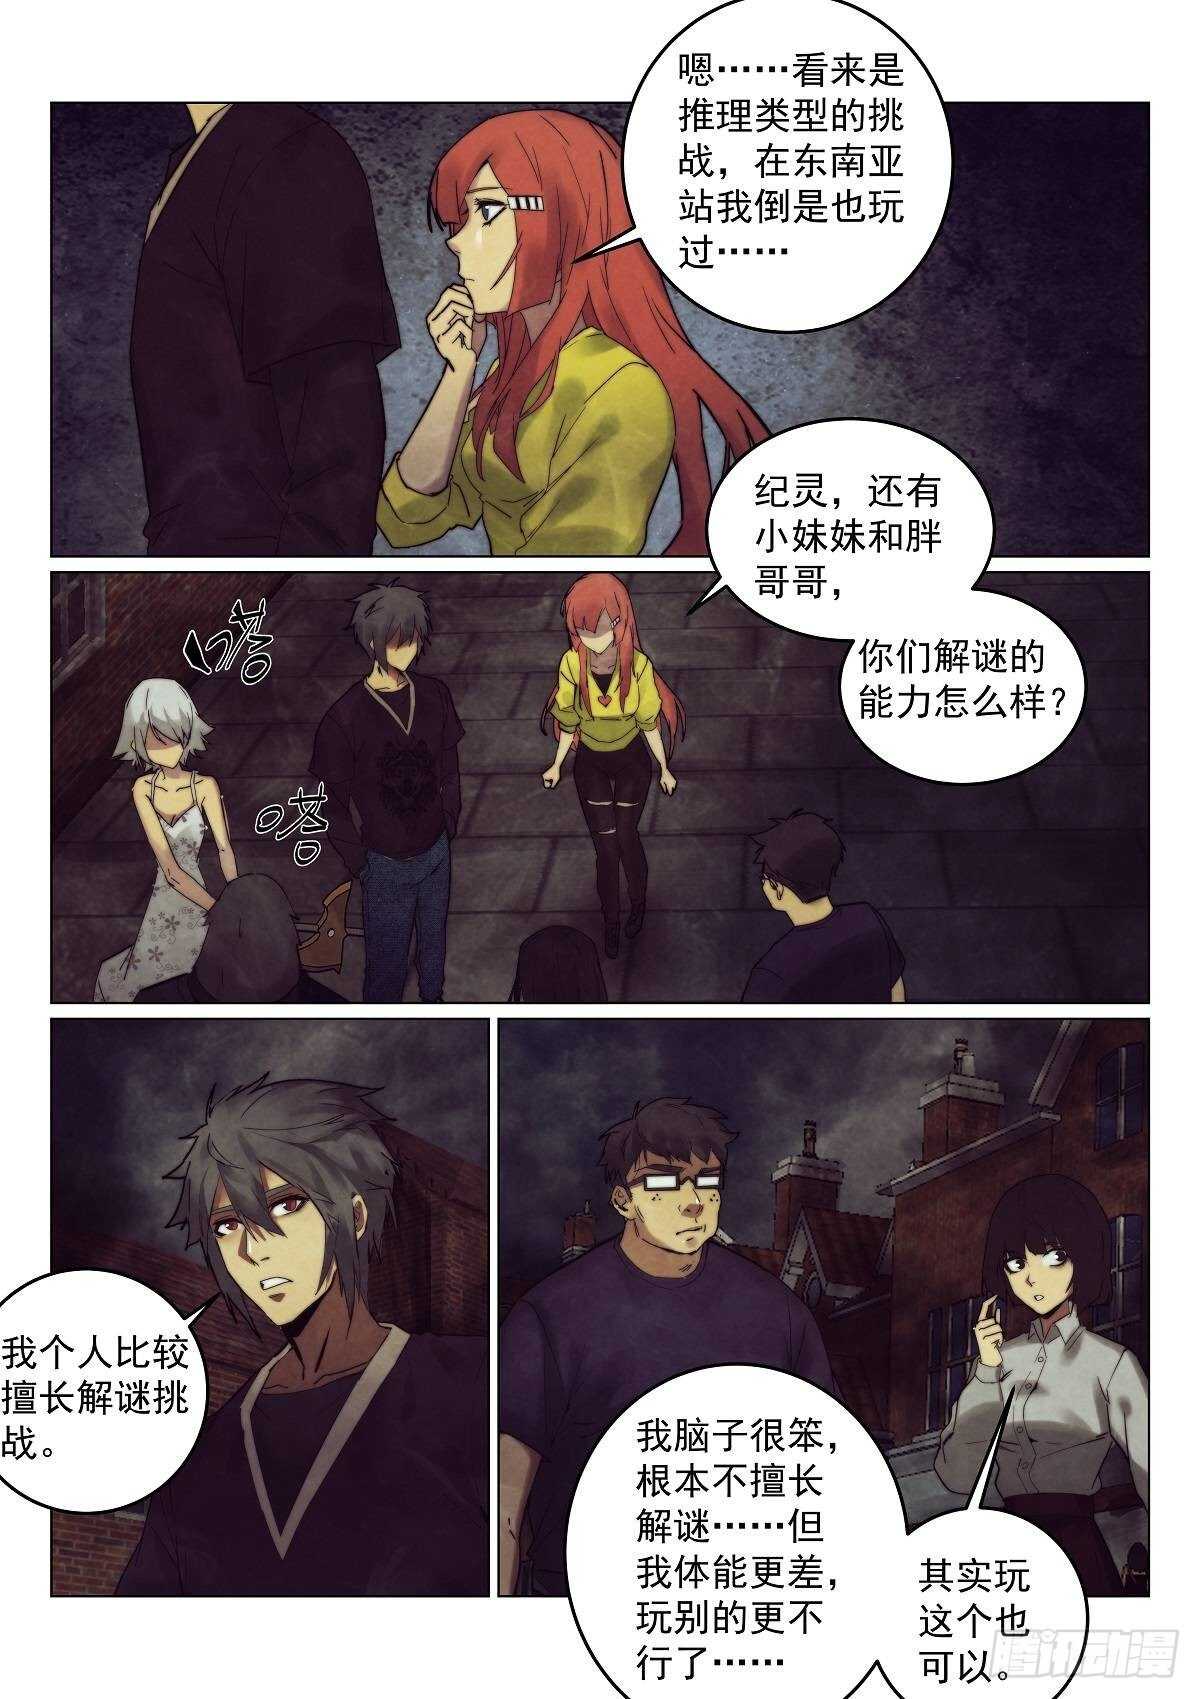 嗯……看来是
推理类型的挑
战，在东南亚
站我倒是也玩
过……
纪灵，还有
小妹妹和胖
哥哥，
你们解谜的
能力怎么样？
嗒
嗒
我个人比较
擅长解谜挑
战。
我脑子很笨，
根本不擅长
解谜……但
我体能更差，
玩别的更不
行了……
其实玩
这个也
可以。
腾讯动漫